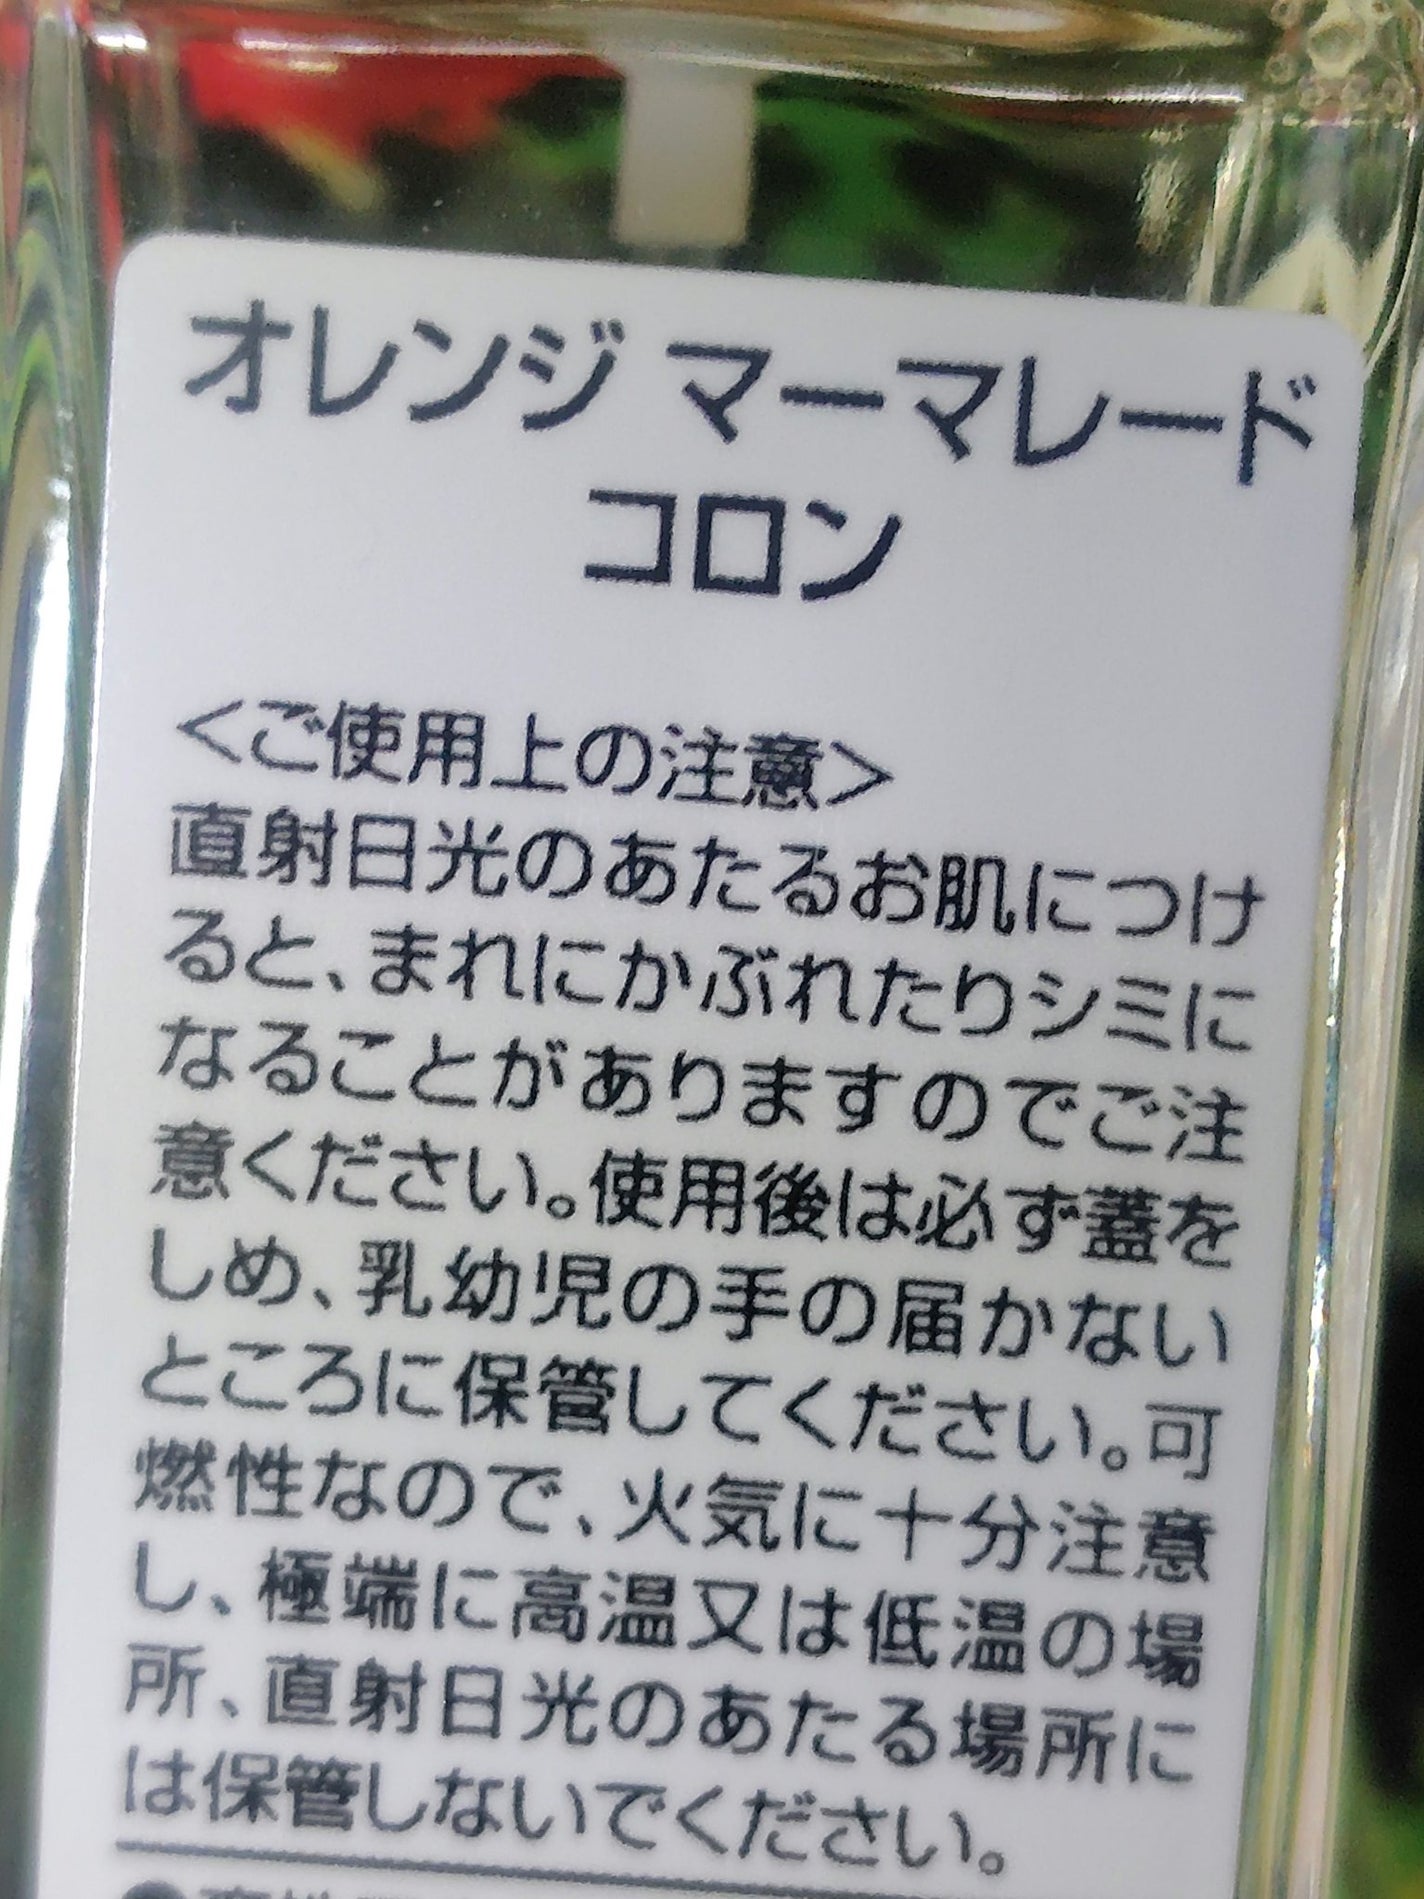 オレンジ マーマレード
コロン
＜ご使用上の注意＞
直射日光のあたるお肌につけ
ると、まれにかぶれたりシミに
なることがありますのでご注
意ください。使用後は必ず蓋を
しめ、乳幼児の手の届かない
ところに保管してください。可
燃性なので、火気に十分注意
し、極端に高温又は低温の場
所、直射日光のあたる場所に
は保管しないでください。